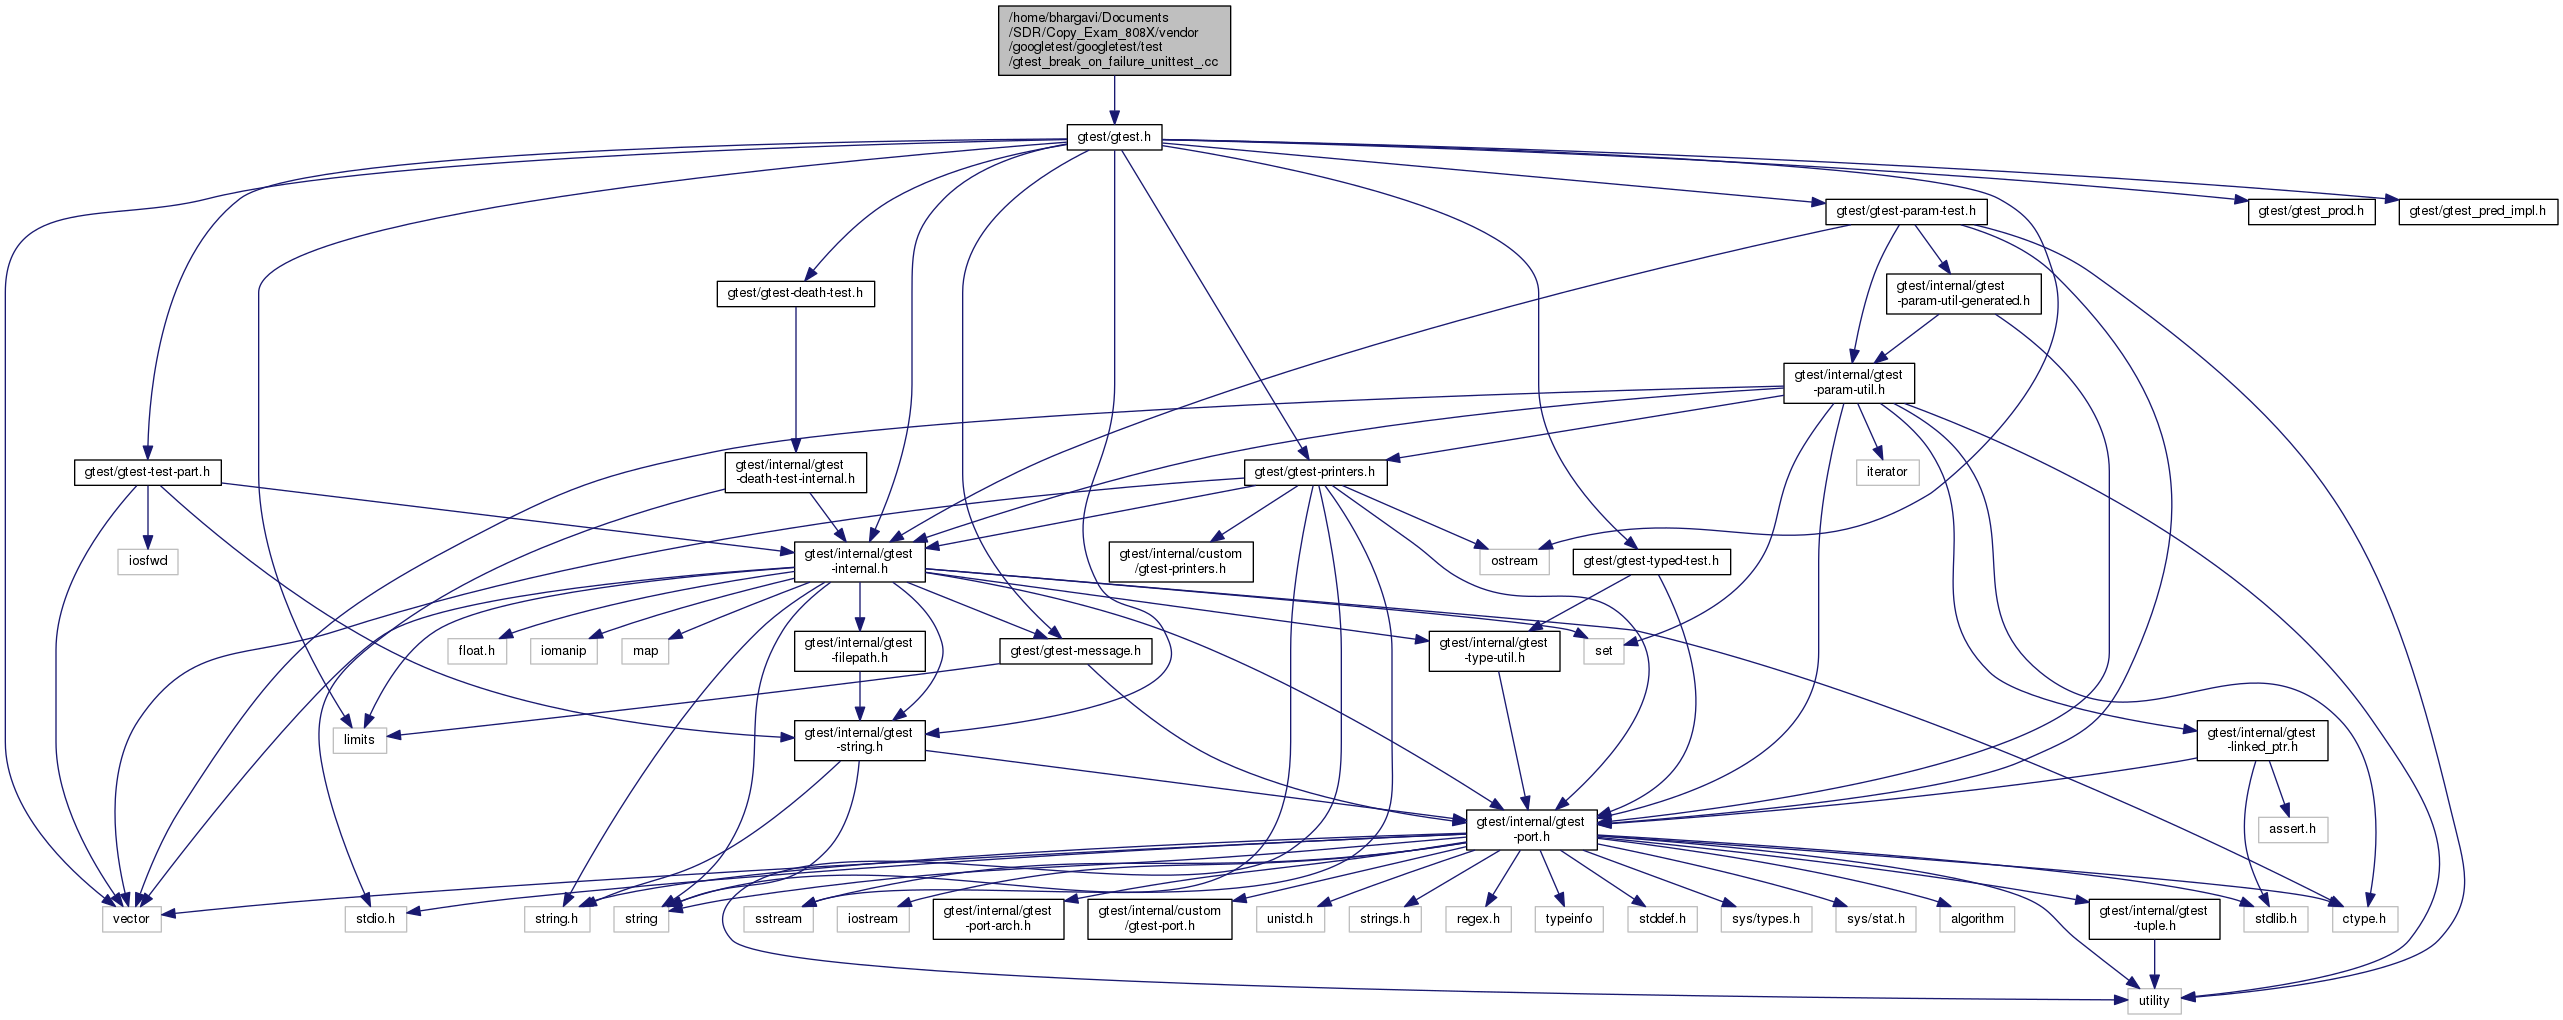 /home/bhargavi/Documents
/SDR/Copy_Exam_808X/vendor
/googletest/googletest/test
/gtest_break_on_failure_unittest_.cc
gtest/gtest.h
gtest/gtest-param-test.h
gtest/gtest_prod.h
gtest/gtest_pred_impl.h
gtest/gtest-death-test.h
gtest/internal/gtest
-param-util-generated.h
gtest/internal/gtest
-param-util.h
gtest/gtest-test-part.h
gtest/internal/gtest
-death-test-internal.h
gtest/gtest-printers.h
iterator
iosfwd
gtest/internal/gtest
-internal.h
gtest/internal/custom
/gtest-printers.h
ostream
gtest/gtest-typed-test.h
float.h
iomanip
map
gtest/internal/gtest
-filepath.h
gtest/gtest-message.h
gtest/internal/gtest
-type-util.h
set
limits
gtest/internal/gtest
-string.h
gtest/internal/gtest
-linked_ptr.h
gtest/internal/gtest
-port.h
assert.h
vector
stdio.h
string.h
string
sstream
iostream
gtest/internal/gtest
-port-arch.h
gtest/internal/custom
/gtest-port.h
unistd.h
strings.h
regex.h
typeinfo
stddef.h
sys/types.h
sys/stat.h
algorithm
gtest/internal/gtest
-tuple.h
stdlib.h
ctype.h
utility